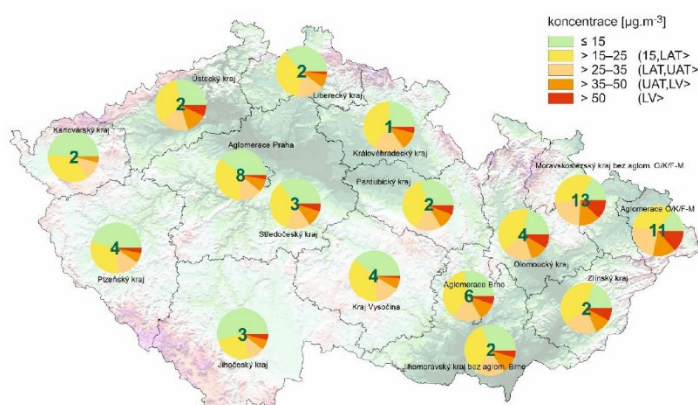 koncentrace [µg.m⁻³]
≤ 15
> 15–25 (15,LAT>
> 25–35 (LAT,UAT>
> 35–50 (UAT,LV>
> 50 (LV>
2
Liberecký kraj
Ústecký kraj
2
1
Královéhradecký kraj
Karlovarský kraj
2
Aglomerace Praha
8
Moravskoslezský kraj bez aglom. O/K/F-M
13
Pardubický kraj
2
3
Středočeský kraj
Aglomerace O/K/F-M
11
4
Olomoucký kraj
4
Plzeňský kraj
4
Kraj Vysočina
Aglomerace Brno
6
Zlínský kraj
2
3
Jihočeský kraj
2
Jihomoravský kraj bez aglom. Brno